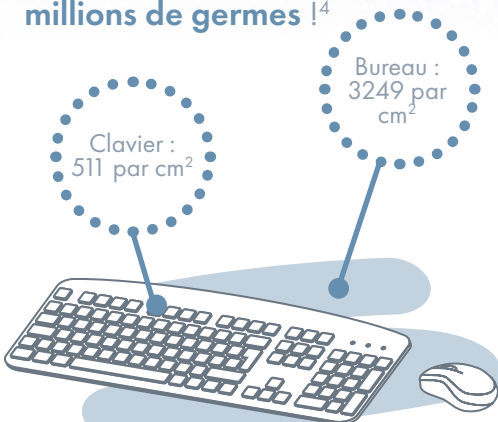 millions de germes !⁴
Bureau :
3249 par
cm²
Clavier :
511 par cm²